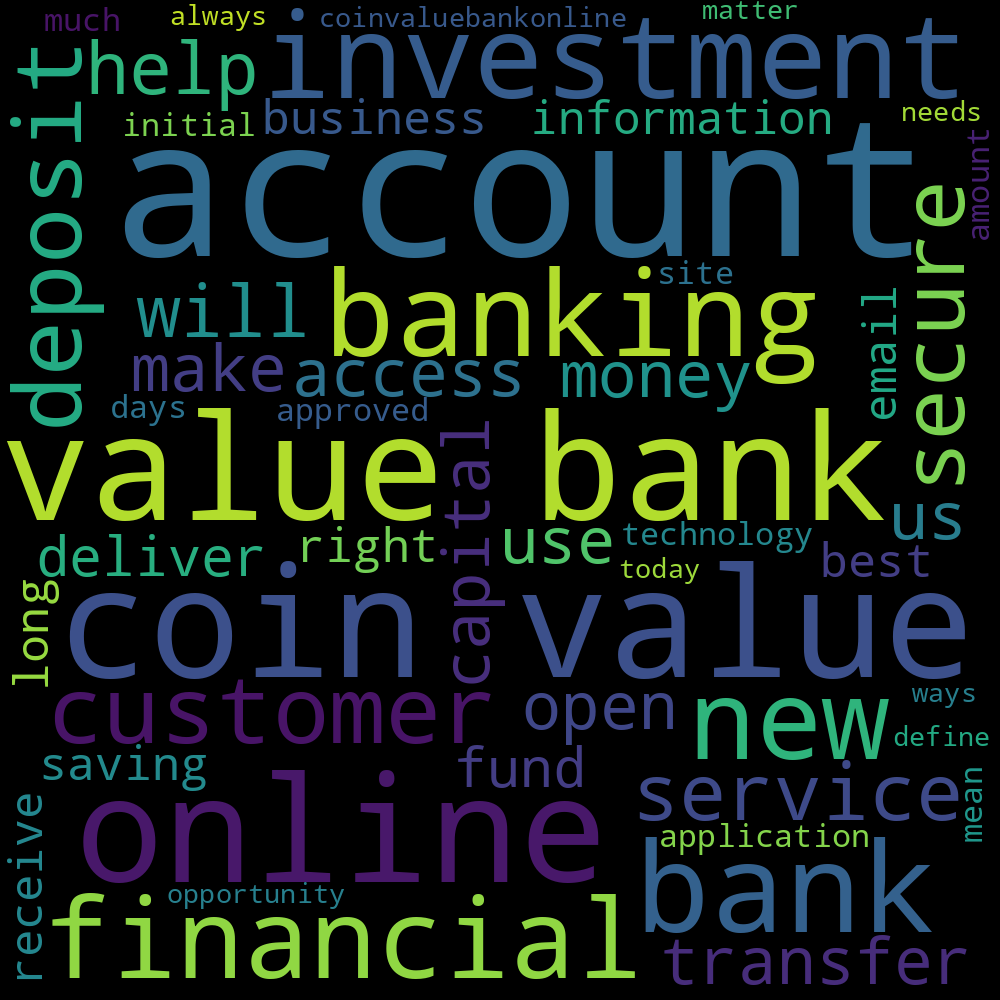 much
always
coinvaluebankonline
matter
deposit
help
investment
initial
business
information
needs
account
amount
secure
will
banking
site
email
make
access
money
days
approved
value bank
capital
us
deliver
right
use
technology
best
today
long
coin value
customer
open
new
ways
define
saving
fund
service
mean
online
receive
application
bank
opportunity
financial
transfer